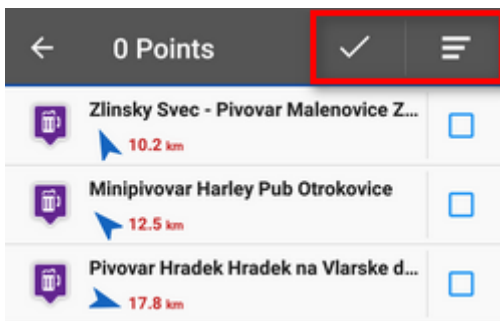 0 Points
Zlinsky Svec - Pivovar Malenovice Z...
10.2 km
Minipivovar Harley Pub Otrokovice
12.5 km
Pivovar Hradek Hradek na Vlarske d...
17.8 km